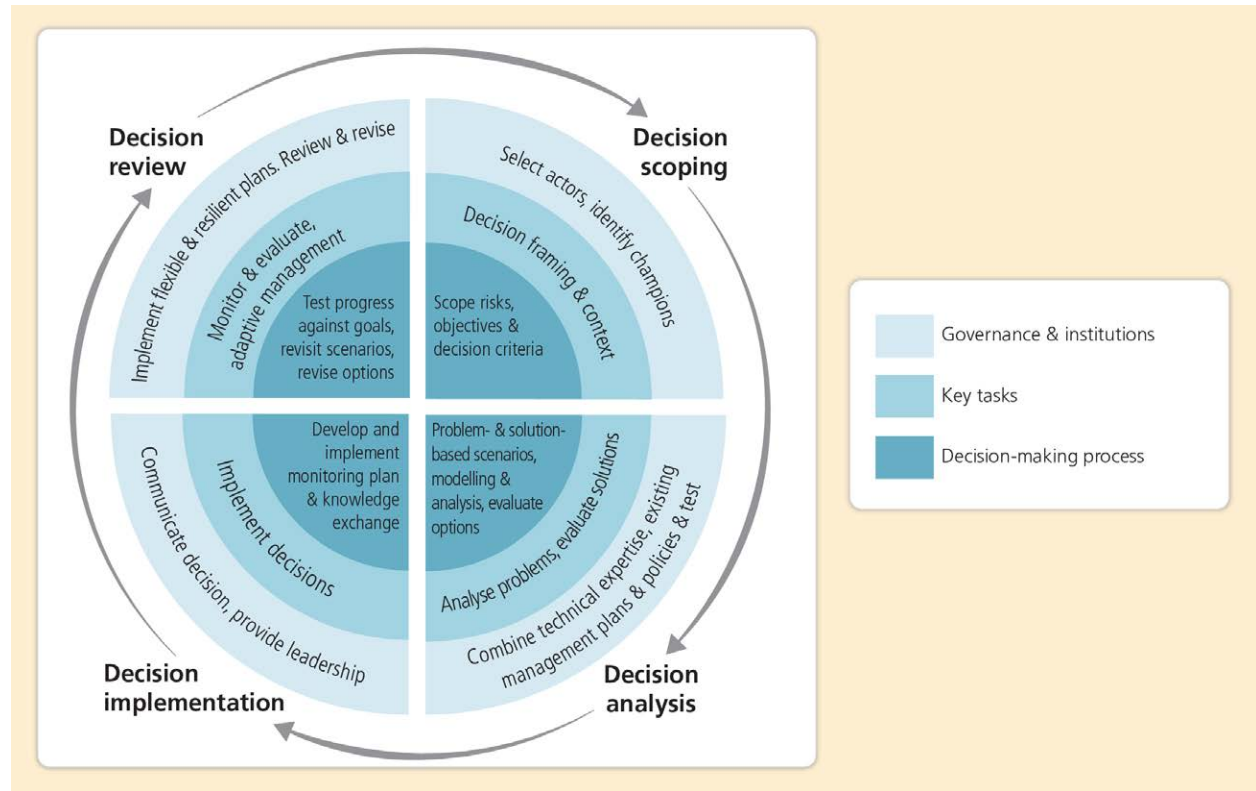 Decision
review
Decision
scoping
Implement flexible & resilient plans. Review & revise
Monitor & evaluate,
adaptive management
Test progress
against goals,
revisit scenarios,
revise options
Select actors, identify champions
Decision framing & context
Scope risks,
objectives &
decision criteria
Develop and
implement
monitoring plan
& knowledge
exchange
Implement decisions
Communicate decision, provide leadership
Problem- & solution-
based scenarios,
modelling &
analysis, evaluate
options
Analyse problems, evaluate solutions
Combine technical expertise, existing
management plans & policies & test
Decision
implementation
Decision
analysis
Governance & institutions
Key tasks
Decision-making process